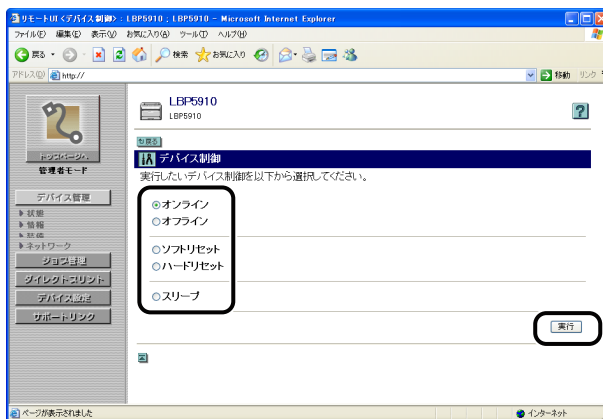 リモートUI <デバイス制御> : LBP5910 ; LBP5910 - Microsoft Internet Explorer
ファイル(F) 編集(E) 表示(V) お気に入り(A) ツール(T) ヘルプ(H)
戻る 検索 お気に入り
アドレス(D) http:// 移動 リンク
LBP5910
LBP5910
トップページへ
管理者モード
戻る
デバイス制御
実行したいデバイス制御を以下から選択してください。
デバイス管理
状態
情報
ネットワーク
ジョブ管理
ダイレクトプリント
デバイス設定
サポートリンク
オンライン
オフライン
ソフトリセット
ハードリセット
スリープ
実行
ページが表示されました インターネット